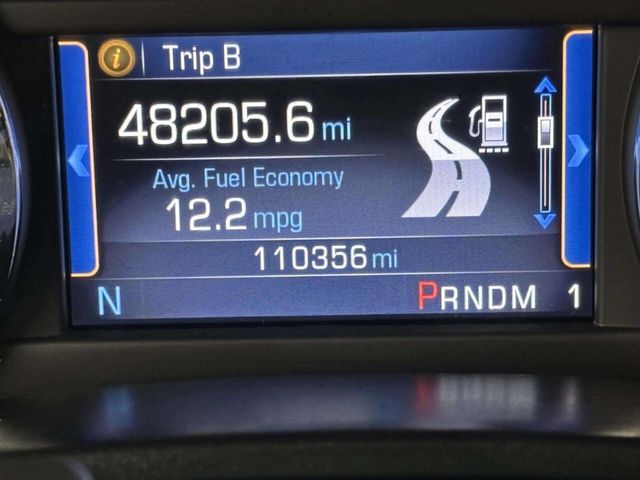 i Trip B
48205.6 mi
Avg. Fuel Economy
12.2 mpg
110356 mi
N PRNDM 1